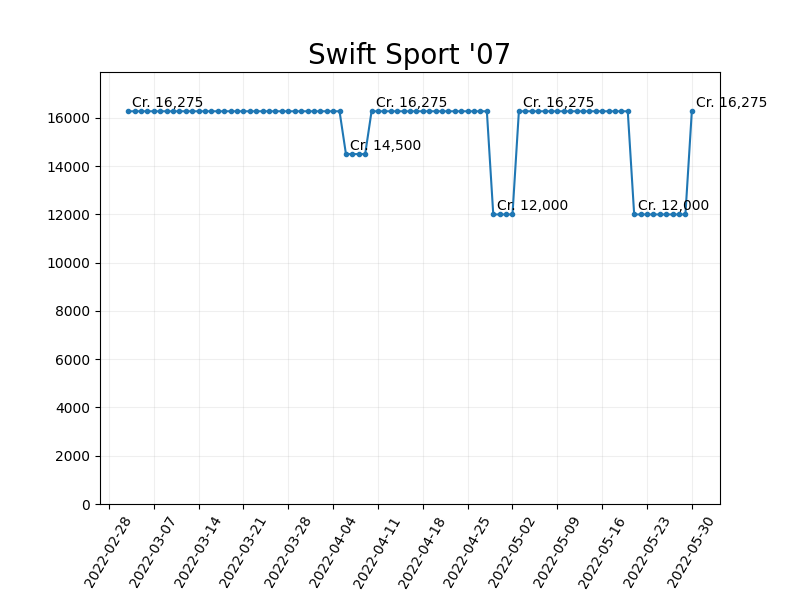 Swift Sport '07
Cr. 16,275
Cr. 16,275
Cr. 16,275
Cr. 16,275
Cr. 14,500
Cr. 12,000
Cr. 12,000
16000
14000
12000
10000
8000
6000
4000
2000
0
2022-02-28
2022-03-07
2022-03-14
2022-03-21
2022-03-28
2022-04-04
2022-04-11
2022-04-18
2022-04-25
2022-05-02
2022-05-09
2022-05-16
2022-05-23
2022-05-30